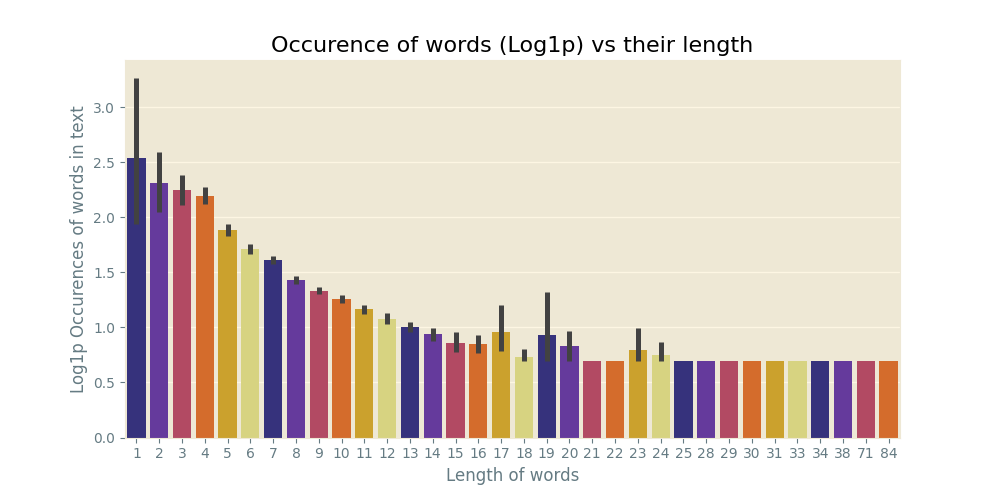 Occurence of words (Log1p) vs their length
Log1p Occurences of words in text
3.0
2.5
2.0
1.5
1.0
0.5
0.0
1 2 3 4 5 6 7 8 9 10 11 12 13 14 15 16 17 18 19 20 21 22 23 24 25 28 29 30 31 33 34 38 71 84
Length of words